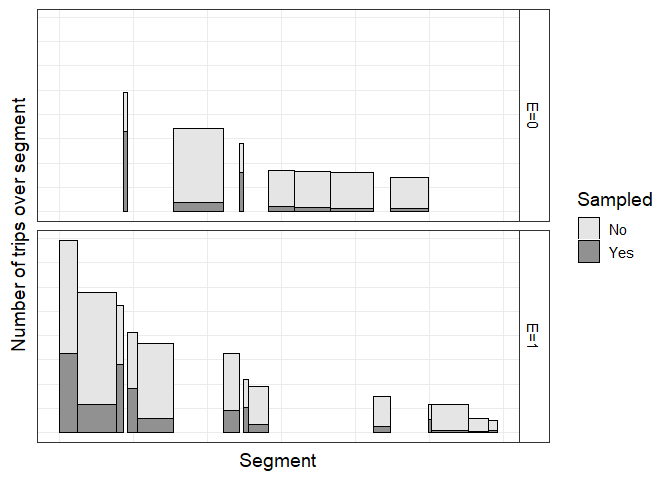 Number of trips over segment
E=0
E=1
Segment
Sampled
No
Yes